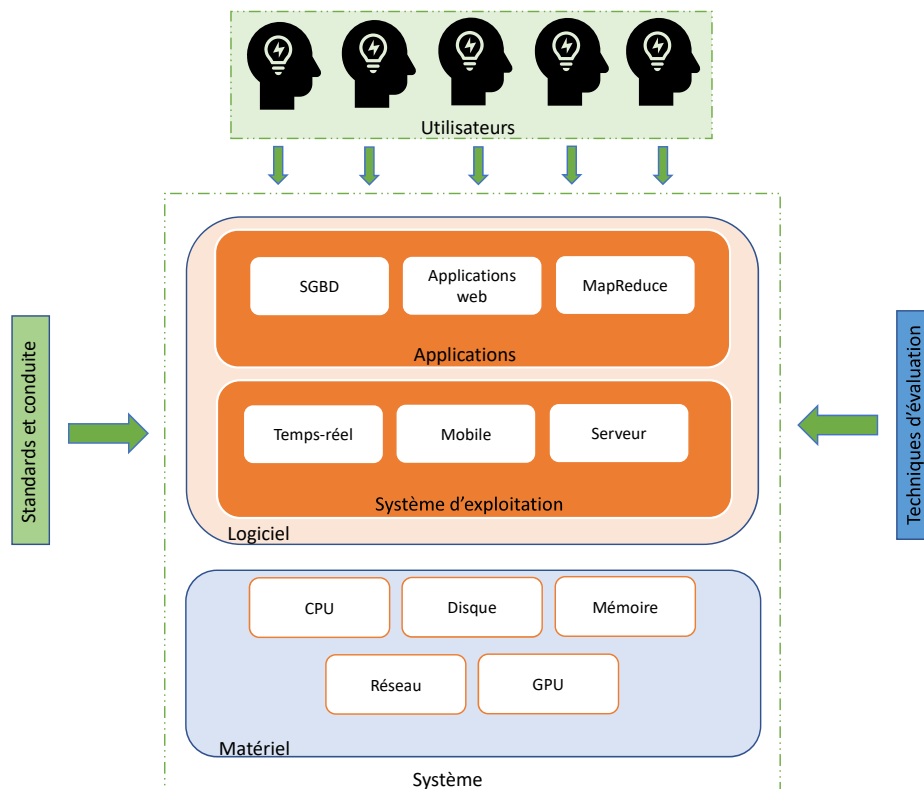 Utilisateurs
SGBD
Applications
web
MapReduce
Applications
Temps-réel
Mobile
Serveur
Système d’exploitation
Logiciel
CPU
Disque
Mémoire
Réseau
GPU
Matériel
Système
Standards et conduite
Techniques d’évaluation